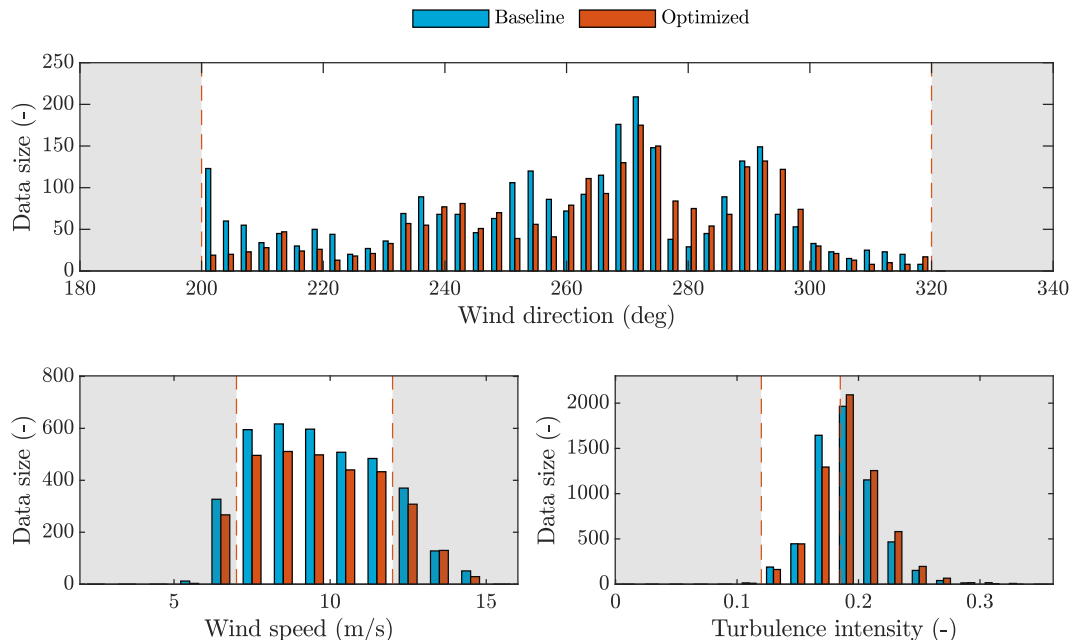 Baseline Optimized
250
200
150
100
50
0
Data size (-)
180 200 220 240 260 280 300 320 340
Wind direction (deg)
800
600
400
200
0
Data size (-)
5 10 15
Wind speed (m/s)
2000
1500
1000
500
0
Data size (-)
0 0.1 0.2 0.3
Turbulence intensity (-)